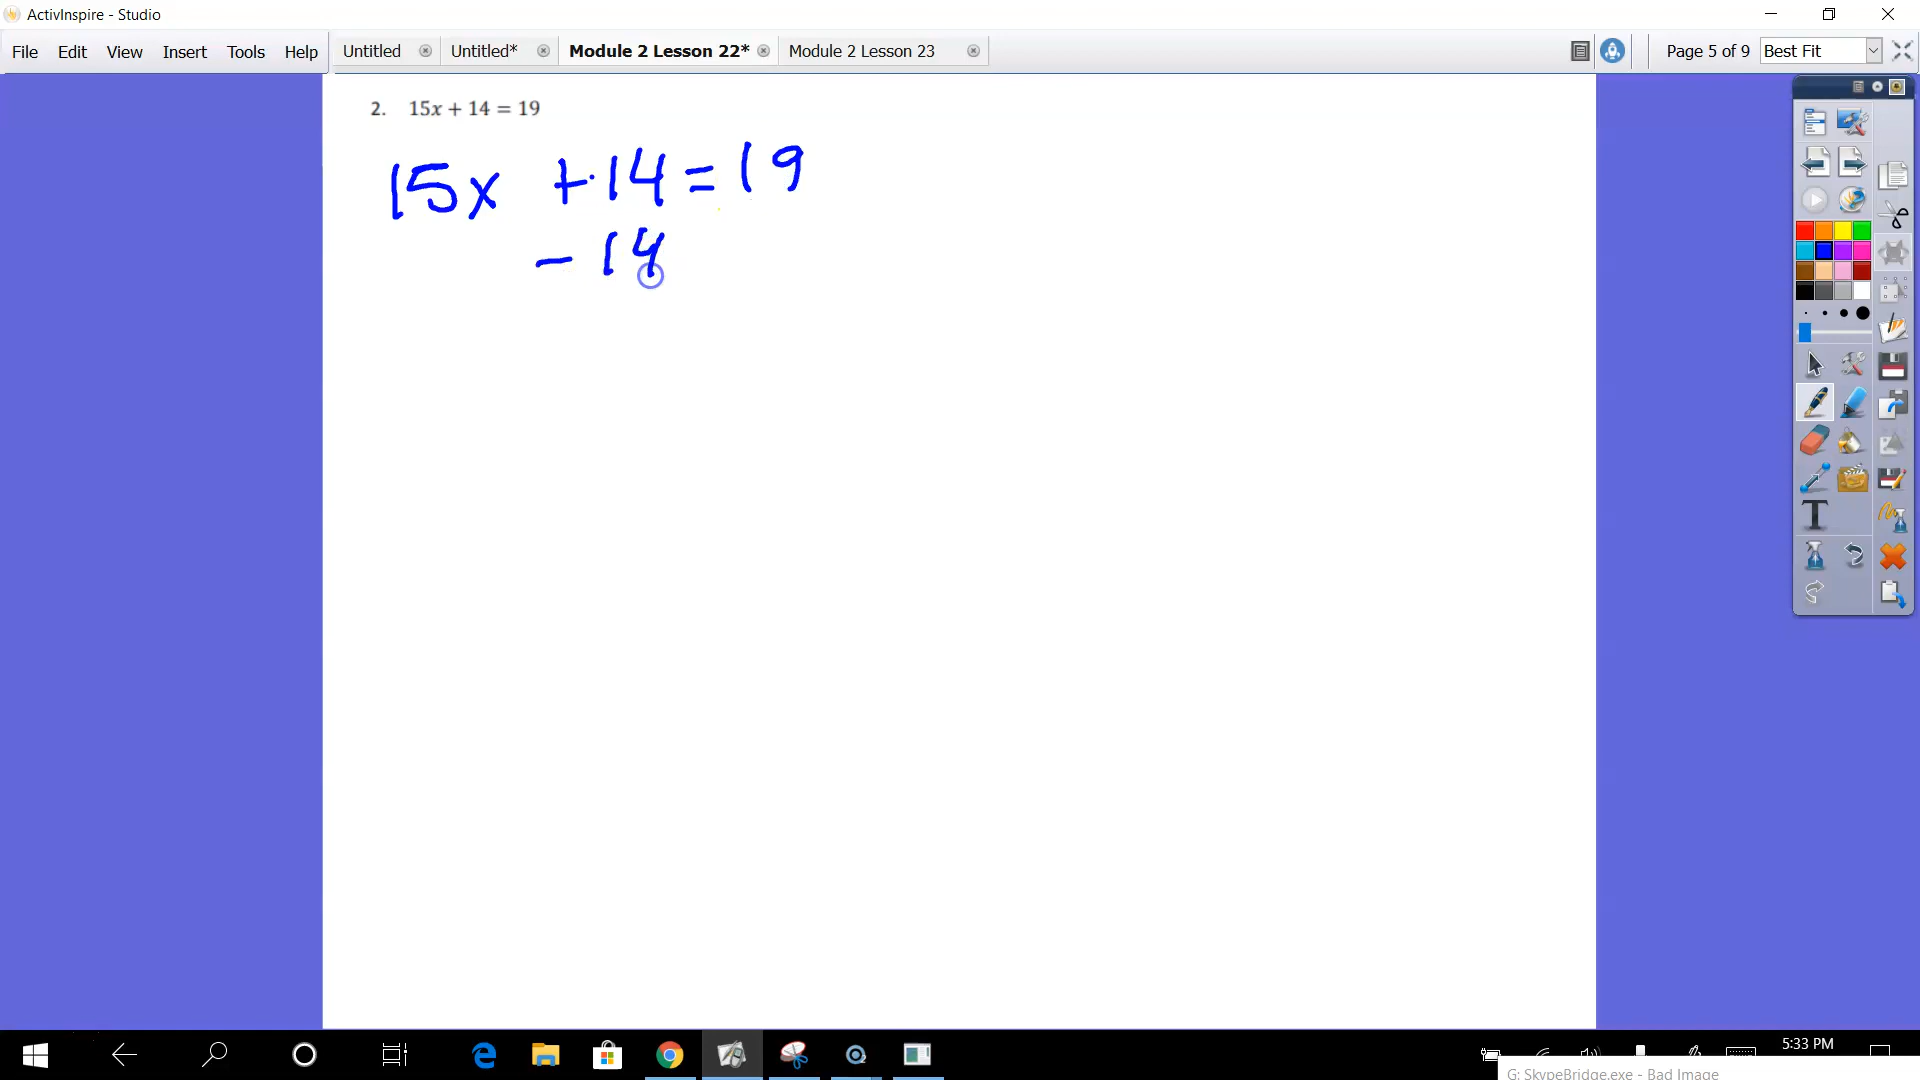 ActivInspire - Studio
File Edit View Insert Tools Help
Untitled Untitled* Module 2 Lesson 22* Module 2 Lesson 23
Page 5 of 9 Best Fit
2. 15x + 14 = 19
15x + 14 = 19
- 14
T
5:33 PM
G: SkypeBridge.exe - Bad Image